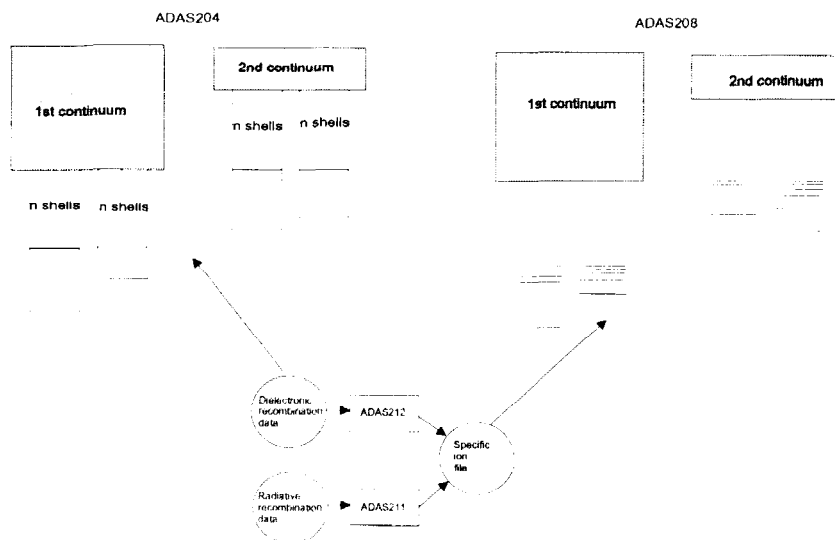 ADAS204
ADAS208
1st continuum
2nd continuum
n shells n shells
n shells n shells
1st continuum
2nd continuum
Dielectronic
recombination
data
ADAS212
Specific
ion
file
Radiative
recombination
data
ADAS211